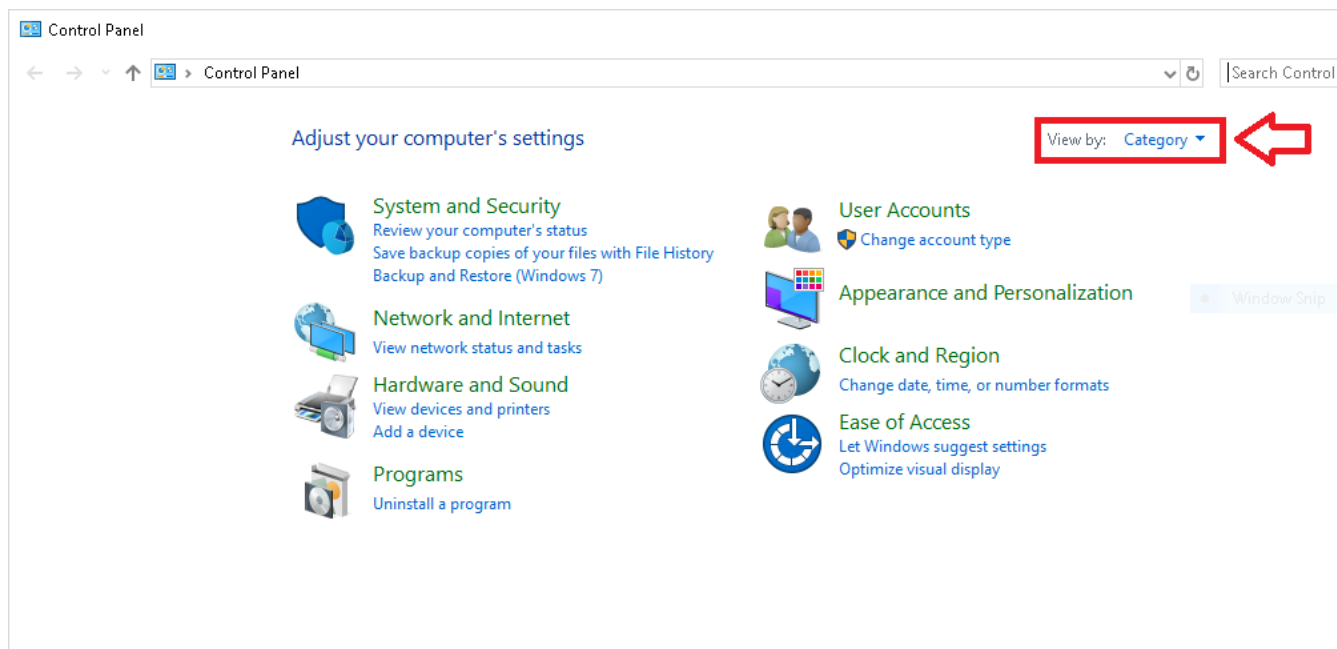 Control Panel
Control Panel
Search Control
Adjust your computer's settings
View by: Category
System and Security
Review your computer's status
Save backup copies of your files with File History
Backup and Restore (Windows 7)
Network and Internet
View network status and tasks
Hardware and Sound
View devices and printers
Add a device
Programs
Uninstall a program
User Accounts
Change account type
Appearance and Personalization
Window Snip
Clock and Region
Change date, time, or number formats
Ease of Access
Let Windows suggest settings
Optimize visual display